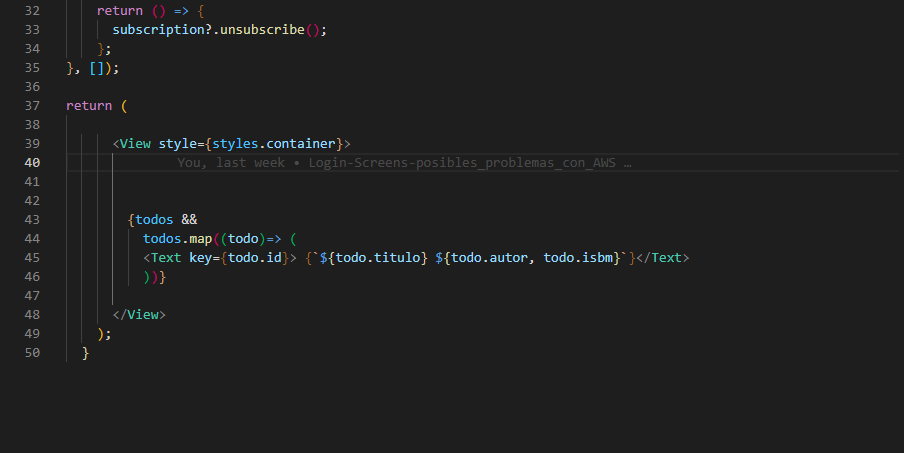 32 return () => {
33 subscription?.unsubscribe();
34 };
35 }, []);
36
37 return (
38
39 <View style={styles.container}>
40 You, last week • Login-Screens-posibles_problemas_con_AWS …
41
42
43 {todos &&
44 todos.map((todo)=> (
45 <Text key={todo.id}> {`${todo.titulo} ${todo.autor, todo.isbm}`}</Text>
46 ))}
47
48 </View>
49 );
50 }